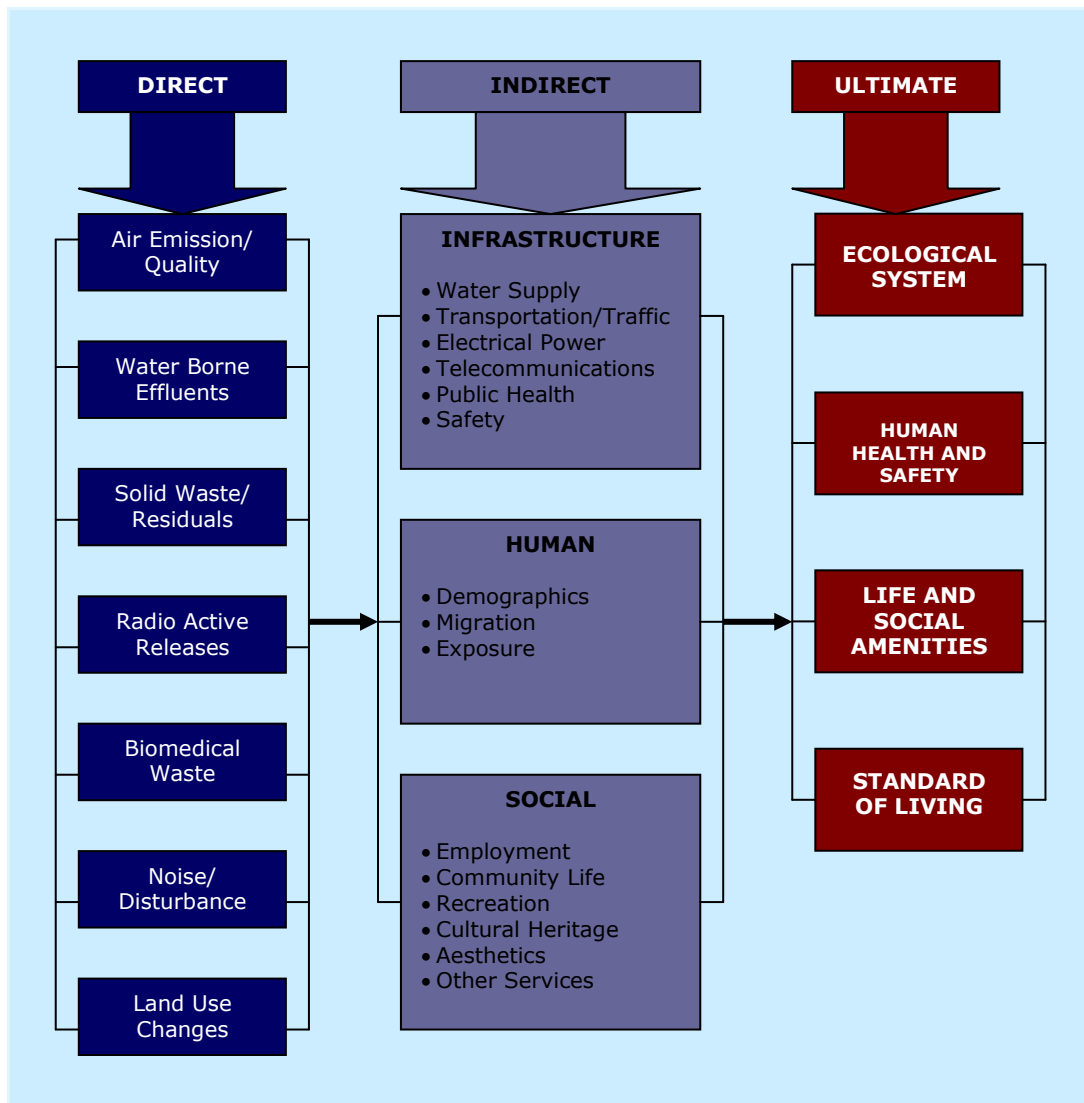 DIRECT
Air Emission/
Quality
Water Borne
Effluents
Solid Waste/
Residuals
Radio Active
Releases
Biomedical
Waste
Noise/
Disturbance
Land Use
Changes
INDIRECT
INFRASTRUCTURE
• Water Supply
• Transportation/Traffic
• Electrical Power
• Telecommunications
• Public Health
• Safety
HUMAN
• Demographics
• Migration
• Exposure
SOCIAL
• Employment
• Community Life
• Recreation
• Cultural Heritage
• Aesthetics
• Other Services
ULTIMATE
ECOLOGICAL
SYSTEM
HUMAN
HEALTH AND
SAFETY
LIFE AND
SOCIAL
AMENITIES
STANDARD
OF LIVING